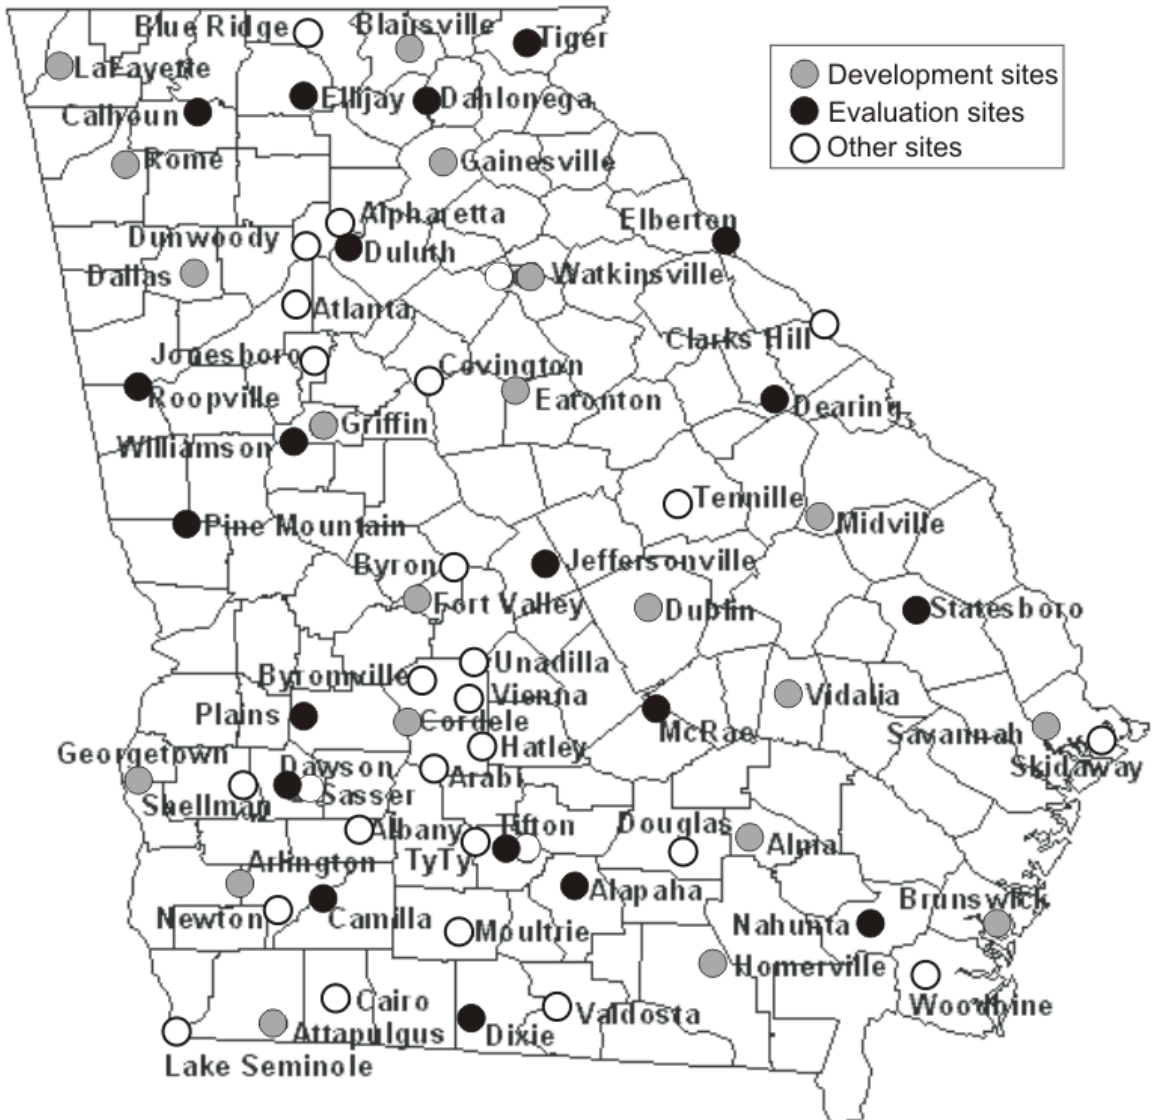 Blue Ridge
Blairsville
Tiger
LaFayette
Development sites
Ellijay
Dahlonega
Calhoun
Evaluation sites
Other sites
Rome
Gainesville
Alpharetta
Elberton
Dunwoody
Duluth
Dallas
Watkinsville
Atlanta
Clarks Hill
Jonesboro
Covington
Roopville
Eatonton
Dearing
Griffin
Williamson
Tennille
Pine Mountain
Midville
Byron
Jeffersonville
Fort Valley
Dublin
Statesboro
Unadilla
Byromville
Vienna
Vidalia
Plains
Cordele
McRae
Savannah
Georgetown
Hatley
Dawson
Arabi
Skidaway
Shellman
Sasser
Albany
Tifton
Douglas
TyTy
Alma
Arlington
Alapaha
Brunswick
Newton
Camilla
Moultrie
Nahunta
Homerville
Cairo
Woodbine
Valdosta
Attapulgus
Dixie
Lake Seminole